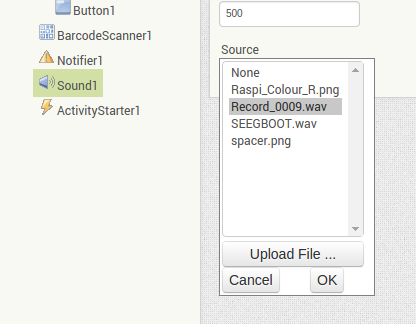 Button1
BarcodeScanner1
Notifier1
Sound1
ActivityStarter1
500
Source
None
Raspi_Colour_R.png
Record_0009.wav
SEEGBOOT.wav
spacer.png
Upload File ...
Cancel OK